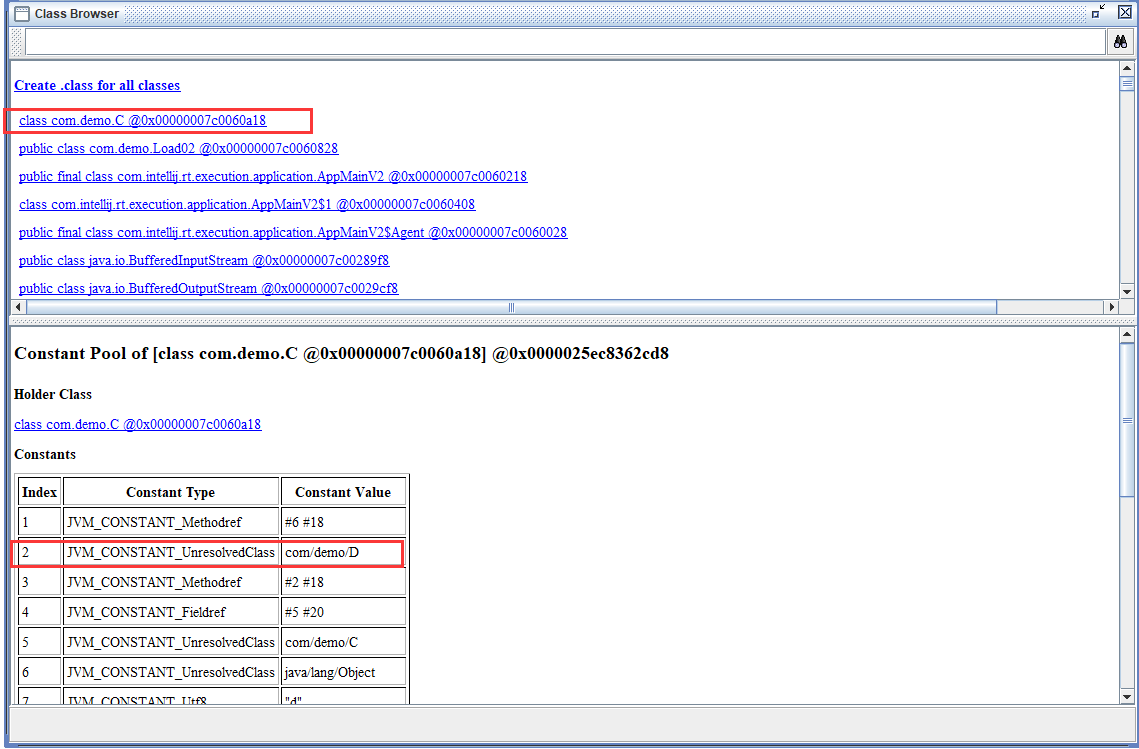 Class Browser
Create .class for all classes
class com.demo.C @0x00000007c0060a18
public class com.demo.Load02 @0x00000007c0060828
public final class com.intellij.rt.execution.application.AppMainV2 @0x00000007c0060218
class com.intellij.rt.execution.application.AppMainV2$1 @0x00000007c0060408
public final class com.intellij.rt.execution.application.AppMainV2$Agent @0x00000007c0060028
public class java.io.BufferedInputStream @0x00000007c00289f8
public class java.io.BufferedOutputStream @0x00000007c0029cf8
Constant Pool of [class com.demo.C @0x00000007c0060a18] @0x0000025ec8362cd8
Holder Class
class com.demo.C @0x00000007c0060a18
Constants
Index Constant Type Constant Value
1 JVM_CONSTANT_Methodref #6 #18
2 JVM_CONSTANT_UnresolvedClass com/demo/D
3 JVM_CONSTANT_Methodref #2 #18
4 JVM_CONSTANT_Fieldref #5 #20
5 JVM_CONSTANT_UnresolvedClass com/demo/C
6 JVM_CONSTANT_UnresolvedClass java/lang/Object
7 JVM_CONSTANT_Utf8 "d"